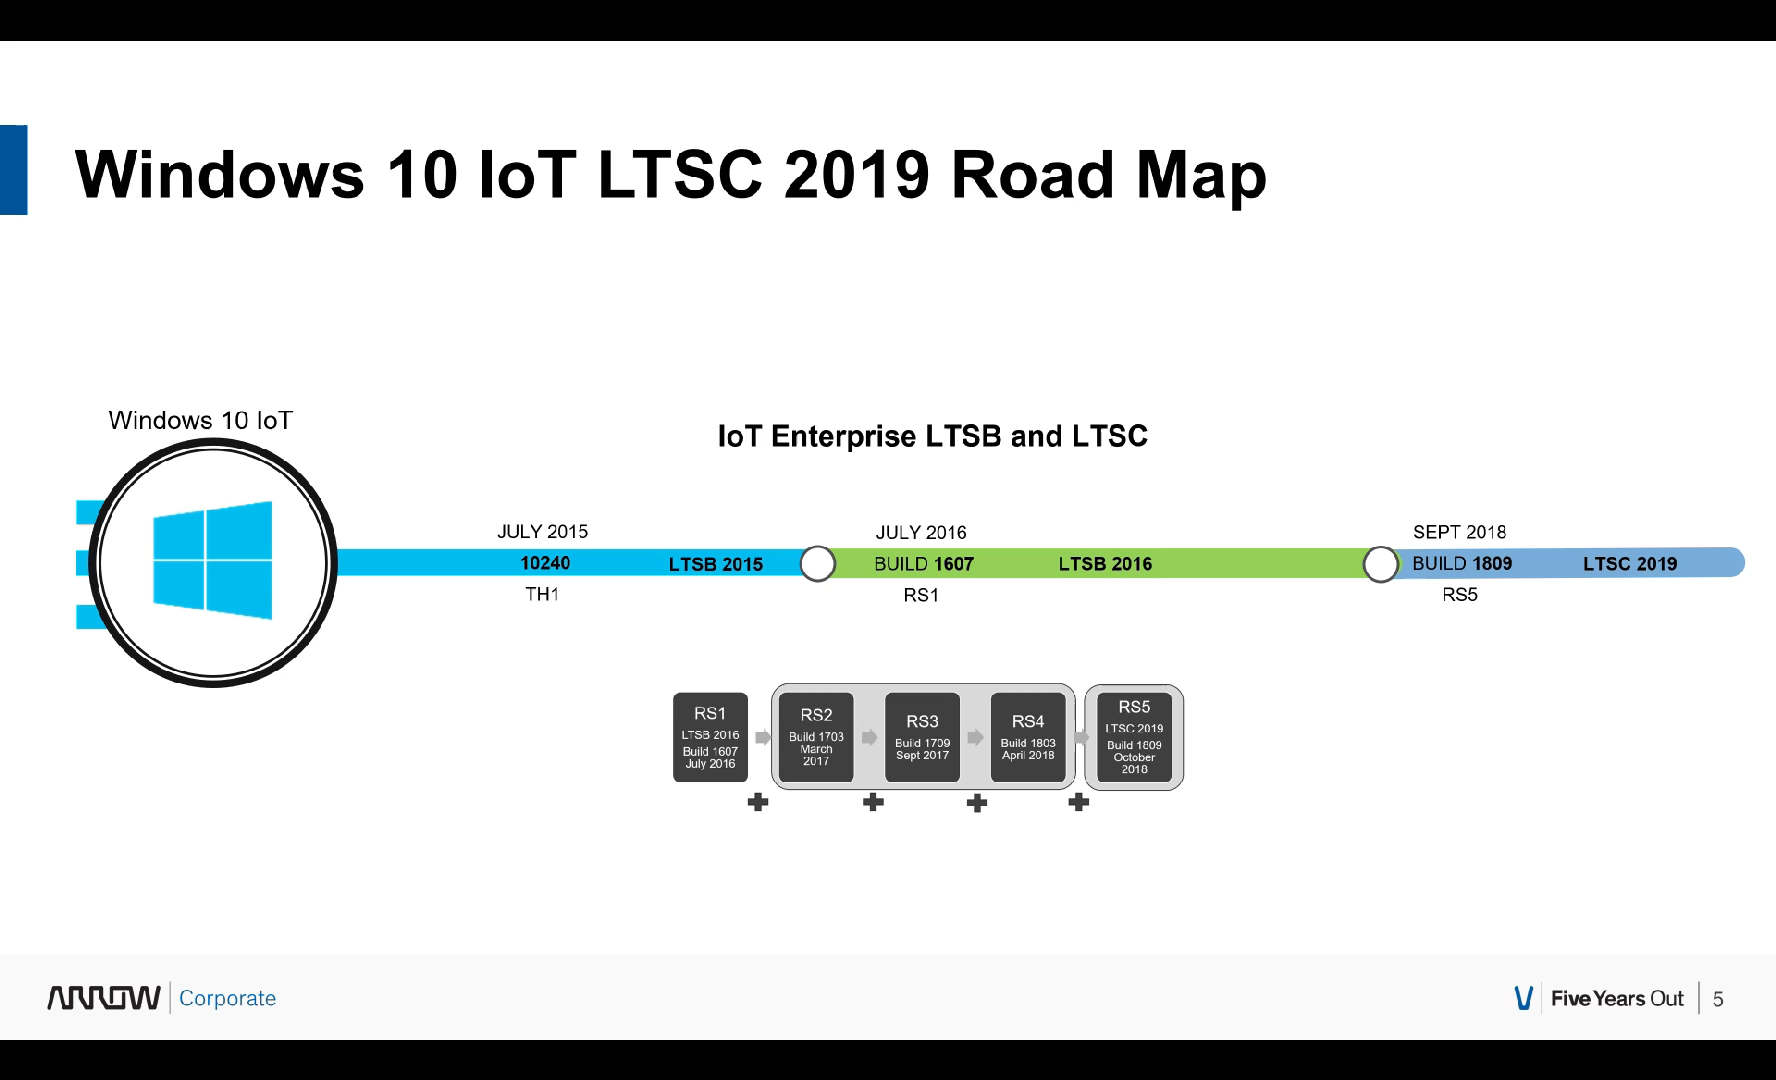 Windows 10 IoT LTSC 2019 Road Map
Windows 10 IoT
IoT Enterprise LTSB and LTSC
JULY 2015
10240
TH1
LTSB 2015
JULY 2016
BUILD 1607
RS1
LTSB 2016
SEPT 2018
BUILD 1809
RS5
LTSC 2019
RS1
LTSB 2016
Build 1607
July 2016
RS2
Build 1703
March
2017
RS3
Build 1709
Sept 2017
RS4
Build 1803
April 2018
RS5
LTSC 2019
Build 1809
October
2018
ARROW Corporate
Five Years Out 5